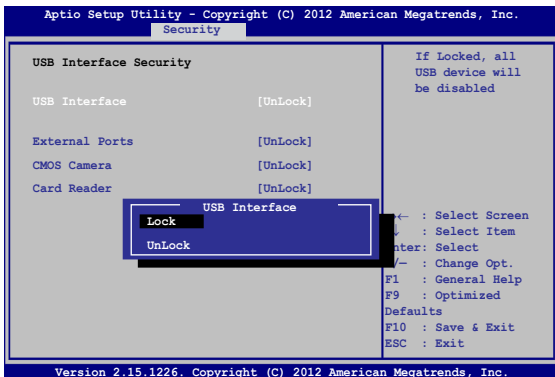 Aptio Setup Utility - Copyright (C) 2012 American Megatrends, Inc.
Security
USB Interface Security
USB Interface [UnLock]
External Ports [UnLock]
CMOS Camera [UnLock]
Card Reader [UnLock]
USB Interface
Lock
UnLock
If Locked, all
USB device will
be disabled
← : Select Screen
↓ : Select Item
nter: Select
/— : Change Opt.
F1 : General Help
F9 : Optimized
Defaults
F10 : Save & Exit
ESC : Exit
Version 2.15.1226. Copyright (C) 2012 American Megatrends, Inc.